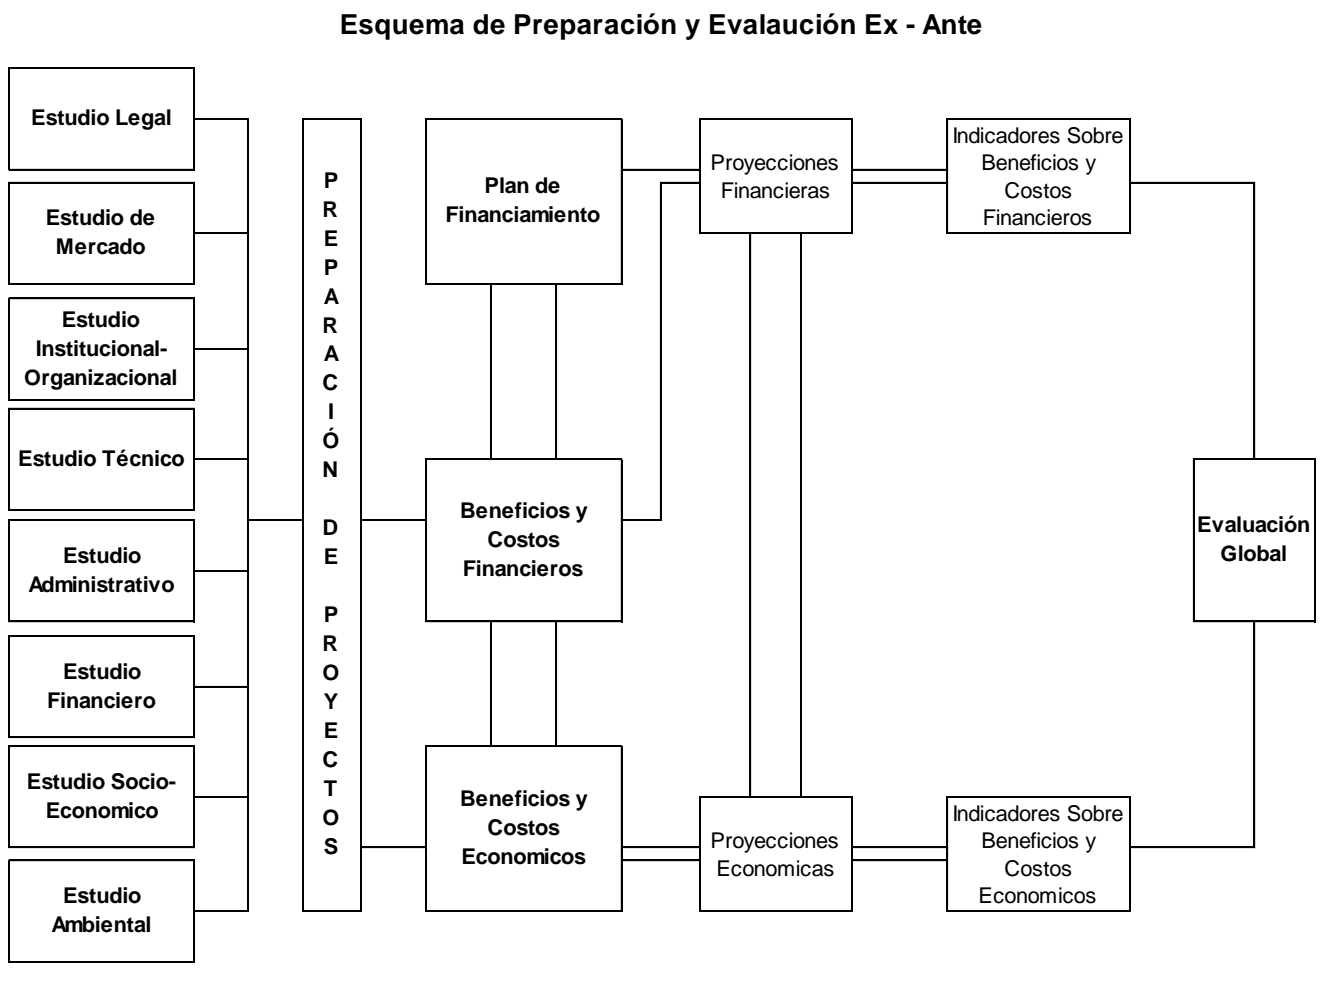 Esquema de Preparación y Evalaución Ex - Ante
Estudio Legal
Estudio de
Mercado
Estudio
Institucional-
Organizacional
Estudio Técnico
Estudio
Administrativo
Estudio
Financiero
Estudio Socio-
Economico
Estudio
Ambiental
P
R
E
P
A
R
A
C
I
Ó
N
D
E
P
R
O
Y
E
C
T
O
S
Plan de
Financiamiento
Beneficios y
Costos
Financieros
Beneficios y
Costos
Economicos
Proyecciones
Financieras
Proyecciones
Economicas
Indicadores Sobre
Beneficios y
Costos
Financieros
Indicadores Sobre
Beneficios y
Costos
Economicos
Evaluación
Global